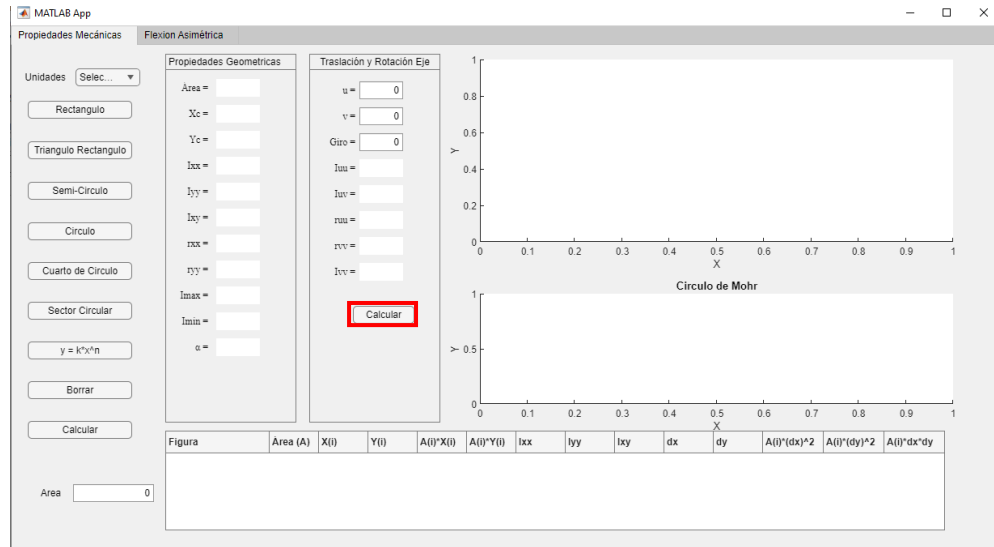 MATLAB App
Propiedades Mecánicas
Flexion Asimétrica
Unidades
Selec...
Rectangulo
Triangulo Rectangulo
Semi-Circulo
Circulo
Cuarto de Circulo
Sector Circular
y = k*x^n
Borrar
Calcular
Area
0
Propiedades Geometricas
Àrea =
Xc =
Yc =
Ixx =
Iyy =
Ixy =
rxx =
ryy =
Imax =
Imin =
α =
Traslación y Rotación Eje
u = 0
v = 0
Giro = 0
Iuu =
Iuv =
ruu =
rvv =
Ivv =
Calcular
1
0.8
0.6
0.4
0.2
0
Y
0 0.1 0.2 0.3 0.4 0.5 0.6 0.7 0.8 0.9 1
X
Circulo de Mohr
1
0.5
0
Y
0 0.1 0.2 0.3 0.4 0.5 0.6 0.7 0.8 0.9 1
X
Figura Àrea (A) X(i) Y(i) A(i)*X(i) A(i)*Y(i) Ixx Iyy Ixy dx dy A(i)*(dx)^2 A(i)*(dy)^2 A(i)*dx*dy